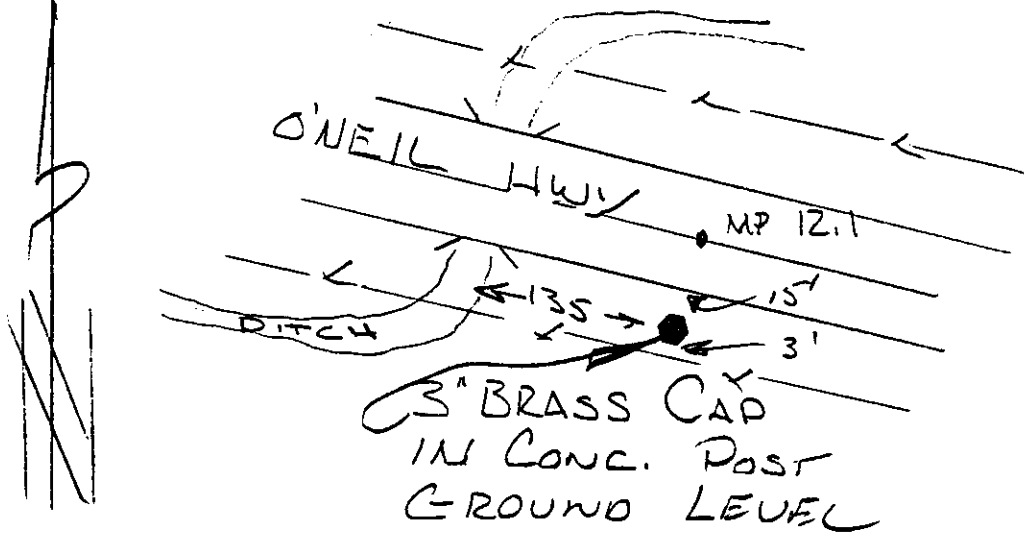 O'NEIL HWY
MP 12.1
15'
135
3'
DITCH
3" BRASS CAP
IN CONC. POST
GROUND LEVEL